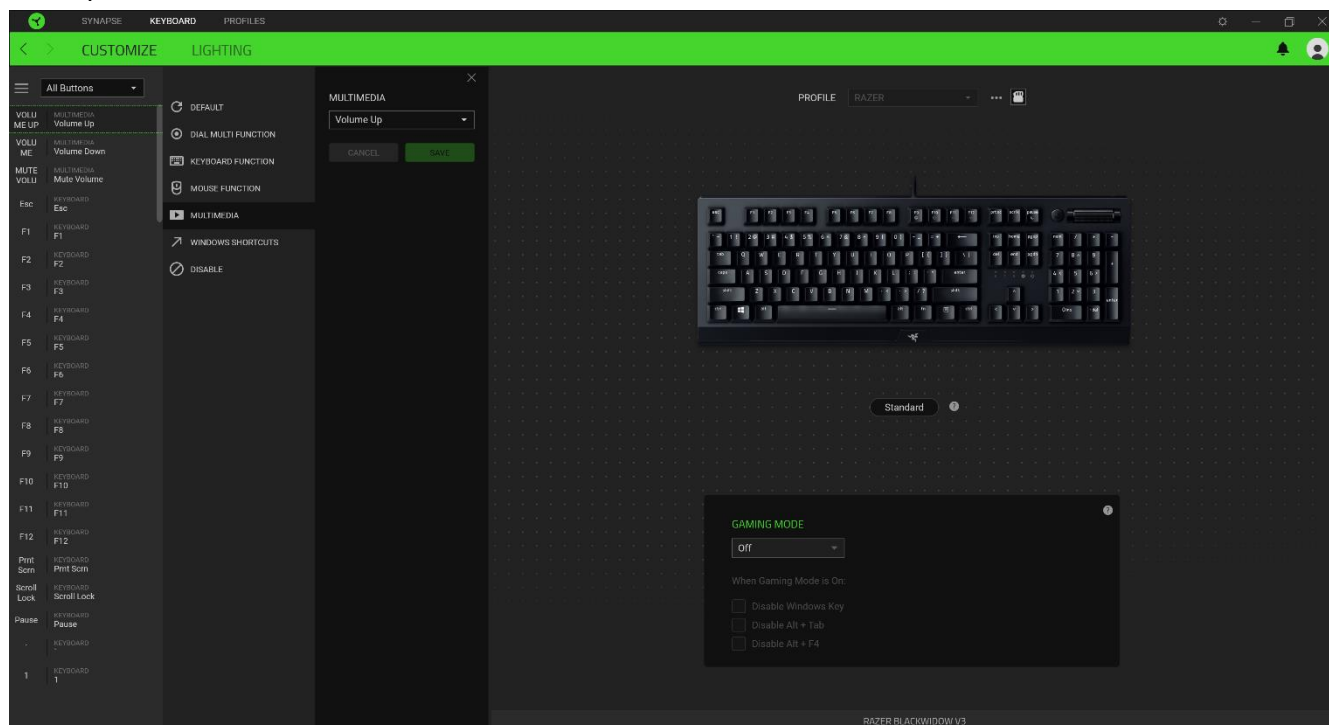 SYNAPSE KEYBOARD PROFILES
CUSTOMIZE LIGHTING
All Buttons
VOLU
ME UP
MULTIMEDIA
Volume Up
VOLU
ME
MULTIMEDIA
Volume Down
MUTE
VOLU
MULTIMEDIA
Mute Volume
Esc
KEYBOARD
Esc
F1
KEYBOARD
F1
F2
KEYBOARD
F2
F3
KEYBOARD
F3
F4
KEYBOARD
F4
F5
KEYBOARD
F5
F6
KEYBOARD
F6
F7
KEYBOARD
F7
F8
KEYBOARD
F8
F9
KEYBOARD
F9
F10
KEYBOARD
F10
F11
KEYBOARD
F11
F12
KEYBOARD
F12
Prnt
Scrn
KEYBOARD
Prnt Scrn
Scroll
Lock
KEYBOARD
Scroll Lock
Pause
KEYBOARD
Pause
KEYBOARD
1
KEYBOARD
1
DEFAULT
DIAL MULTI FUNCTION
KEYBOARD FUNCTION
MOUSE FUNCTION
MULTIMEDIA
WINDOWS SHORTCUTS
DISABLE
MULTIMEDIA
Volume Up
CANCEL SAVE
PROFILE RAZER
Standard
GAMING MODE
Off
When Gaming Mode is On:
Disable Windows Key
Disable Alt + Tab
Disable Alt + F4
RAZER BLACKWIDOW V3